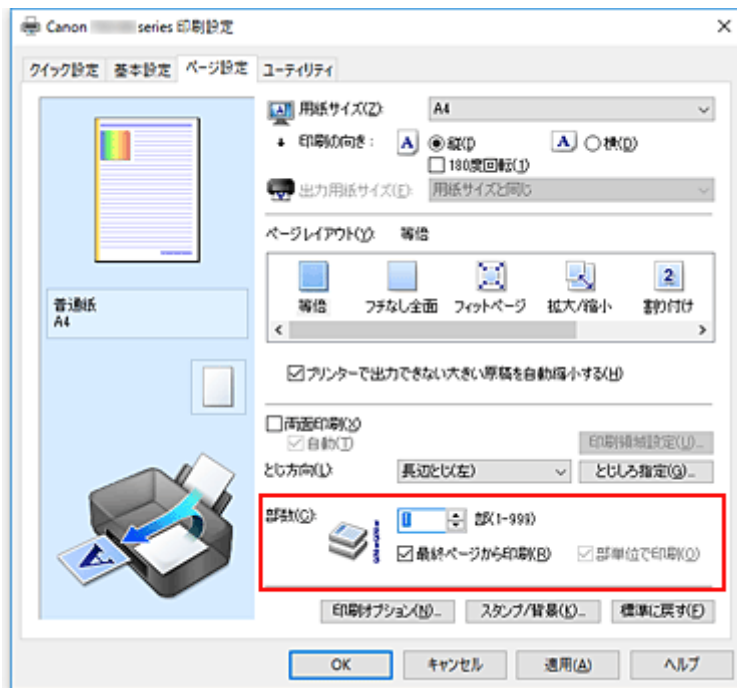 Canon series 印刷設定
クイック設定 基本設定 ページ設定 ユーティリティ
用紙サイズ(Z): A4
印刷の向き: A 縦(I) A 横(D)
180度回転(1)
出力用紙サイズ(E): 用紙サイズと同じ
ページレイアウト(Y): 等倍
等倍 フチなし全面 フィットページ 拡大/縮小 割り付け
普通紙
A4
プリンターで出力できない大きい原稿を自動縮小する(H)
両面印刷(X)
自動(T) 印刷領域設定(U)...
とじ方向(L): 長辺とじ(左) とじしろ指定(G)...
部数(C): 1 部(1-999)
最終ページから印刷(R) 部単位で印刷(O)
印刷オプション(N)... スタンプ/背景(K)... 標準に戻す(F)
OK キャンセル 適用(A) ヘルプ